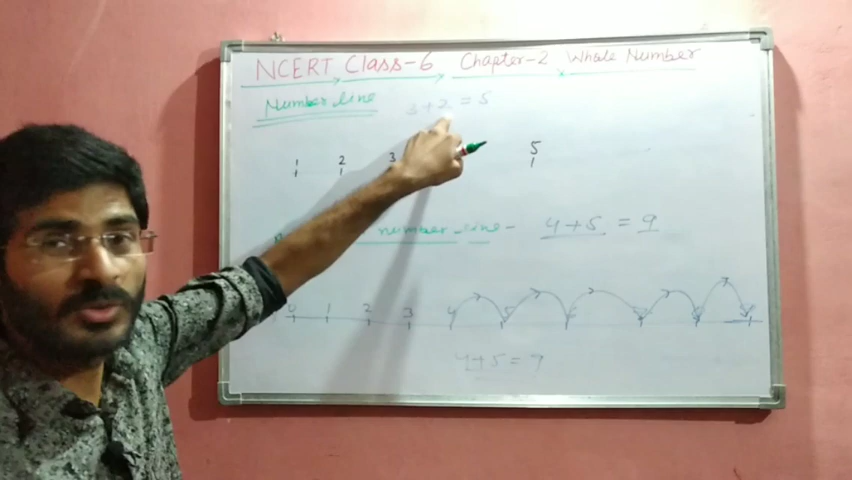 NCERT Class-6 Chapter-2 Whole Number
Number line 3+2=5
1 2 3 5
number line- 4+5 = 9
0 1 2 3 4
4+5=9